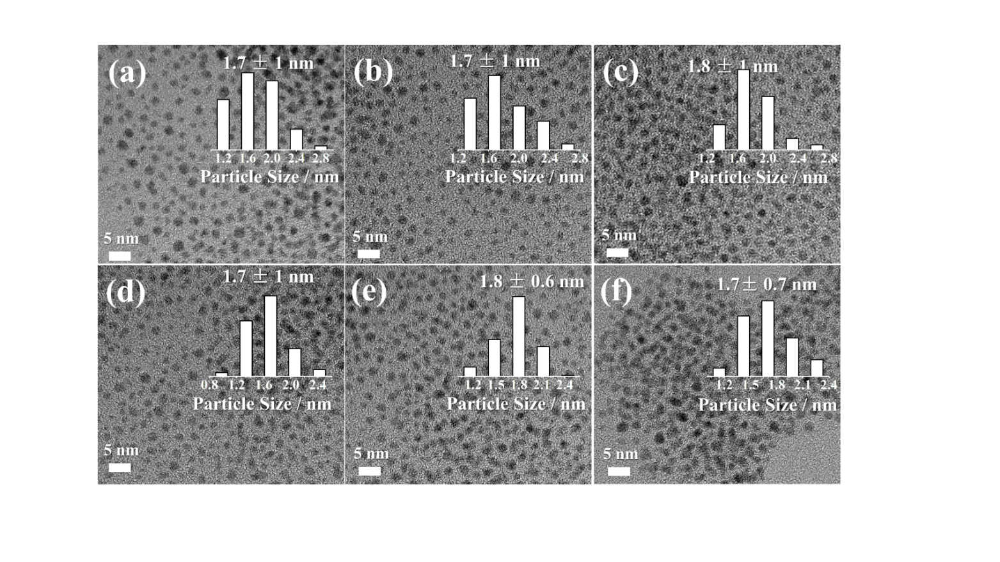 (a)
1.7 ± 1 nm
1.2 1.6 2.0 2.4 2.8
Particle Size / nm
5 nm
(b)
1.7 ± 1 nm
1.2 1.6 2.0 2.4 2.8
Particle Size / nm
5 nm
(c)
1.8 ± 1 nm
1.2 1.6 2.0 2.4 2.8
Particle Size / nm
5 nm
(d)
1.7 ± 1 nm
0.8 1.2 1.6 2.0 2.4
Particle Size / nm
5 nm
(e)
1.8 ± 0.6 nm
1.2 1.5 1.8 2.1 2.4
Particle Size / nm
5 nm
(f)
1.7± 0.7 nm
1.2 1.5 1.8 2.1 2.4
Particle Size / nm
5 nm